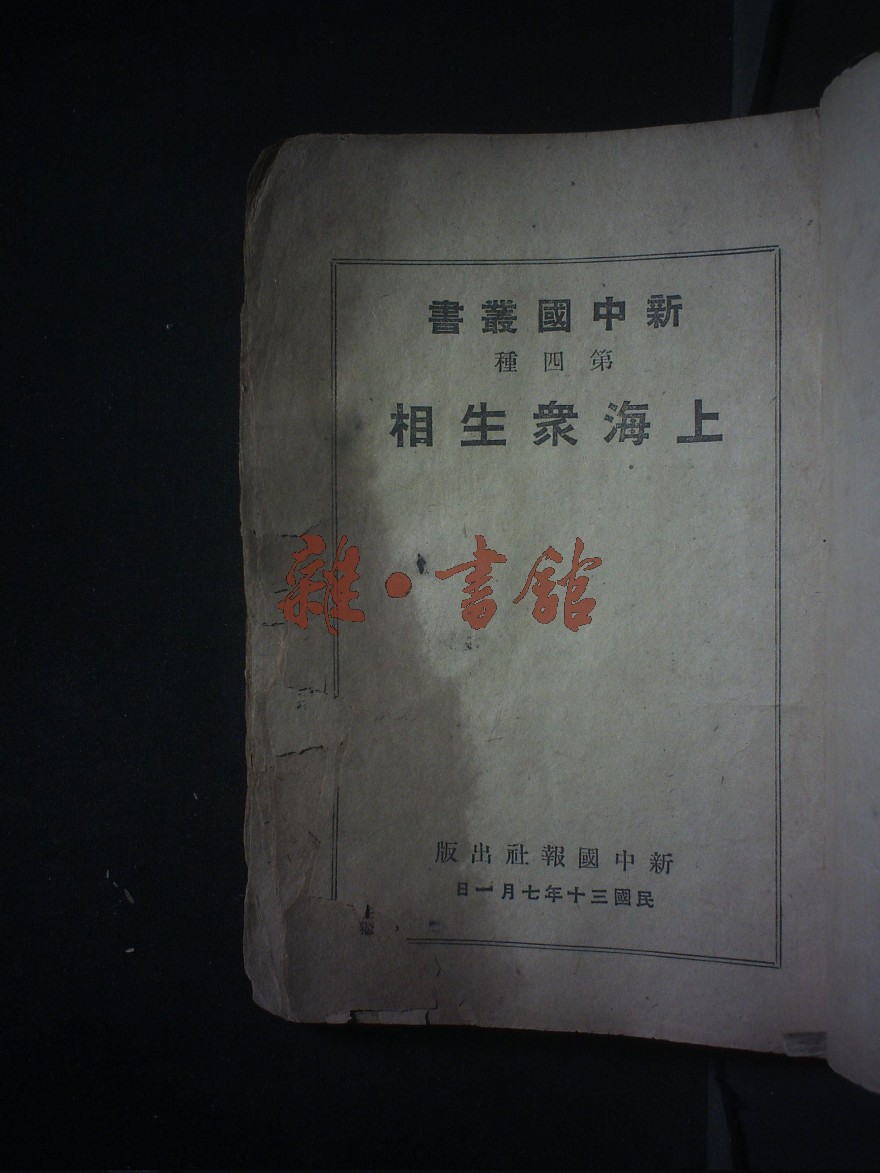 新中國叢書
第四種
上海衆生相
雜·書館
新中國報社出版
民國三十年七月一日